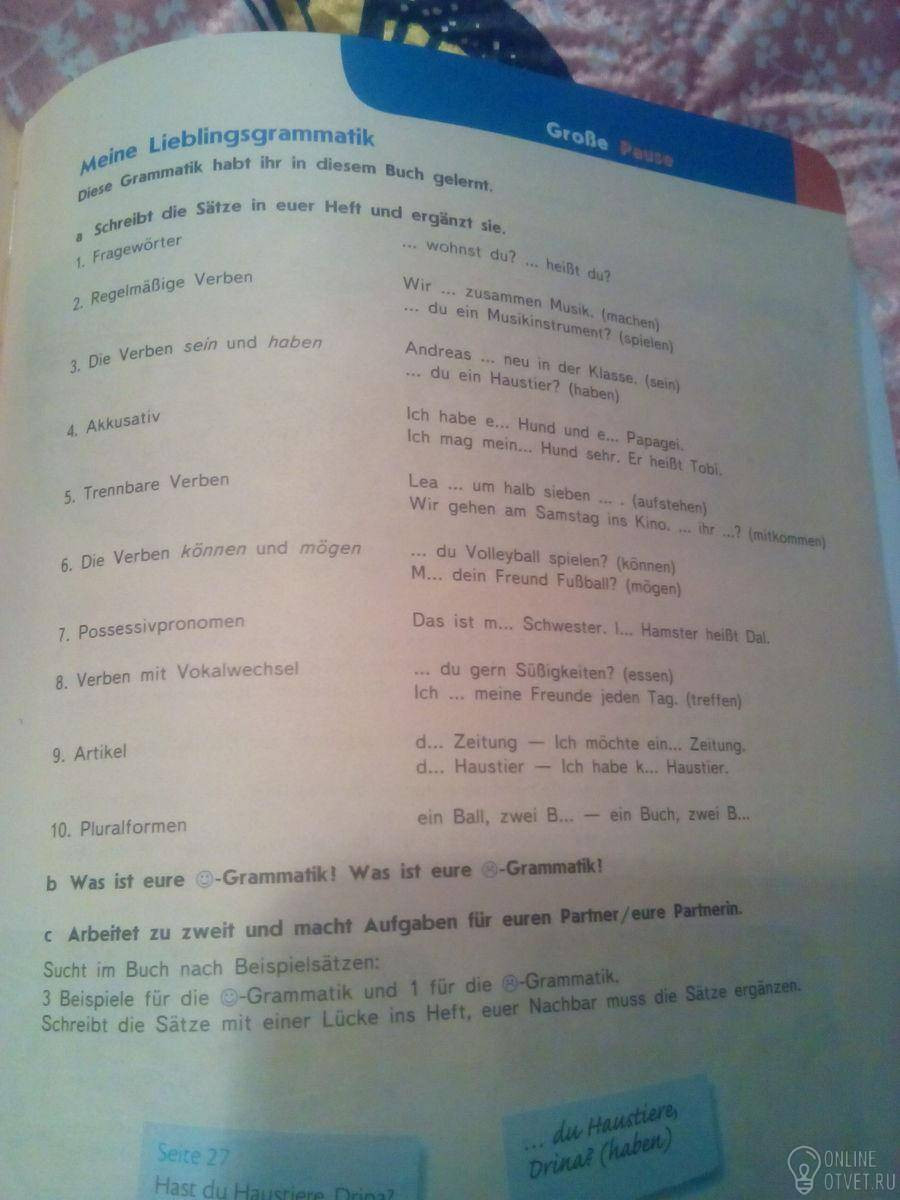 Große Pause
Meine Lieblingsgrammatik
Diese Grammatik habt ihr in diesem Buch gelernt.
a Schreibt die Sätze in euer Heft und ergänzt sie.
1. Fragewörter
... wohnst du? ... heißt du?
2. Regelmäßige Verben
Wir ... zusammen Musik. (machen)
... du ein Musikinstrument? (spielen)
3. Die Verben sein und haben
Andreas ... neu in der Klasse. (sein)
... du ein Haustier? (haben)
4. Akkusativ
Ich habe e... Hund und e... Papagei.
Ich mag mein... Hund sehr. Er heißt Tobi.
5. Trennbare Verben
Lea ... um halb sieben ... . (aufstehen)
Wir gehen am Samstag ins Kino. ... ihr ...? (mitkommen)
6. Die Verben können und mögen
... du Volleyball spielen? (können)
M... dein Freund Fußball? (mögen)
7. Possessivpronomen
Das ist m... Schwester. I... Hamster heißt Dal.
8. Verben mit Vokalwechsel
... du gern Süßigkeiten? (essen)
Ich ... meine Freunde jeden Tag. (treffen)
9. Artikel
d... Zeitung — Ich möchte ein... Zeitung.
d... Haustier — Ich habe k... Haustier.
10. Pluralformen
ein Ball, zwei B... — ein Buch, zwei B...
b Was ist eure ☺-Grammatik! Was ist eure ☹-Grammatik!
c Arbeitet zu zweit und macht Aufgaben für euren Partner/eure Partnerin.
Sucht im Buch nach Beispielsätzen:
3 Beispiele für die ☺-Grammatik und 1 für die ☹-Grammatik.
Schreibt die Sätze mit einer Lücke ins Heft, euer Nachbar muss die Sätze ergänzen.
Seite 27
Hast du Haustiere, Drina?
... du Haustiere,
Drina? (haben)
ONLINE
OTVET.RU